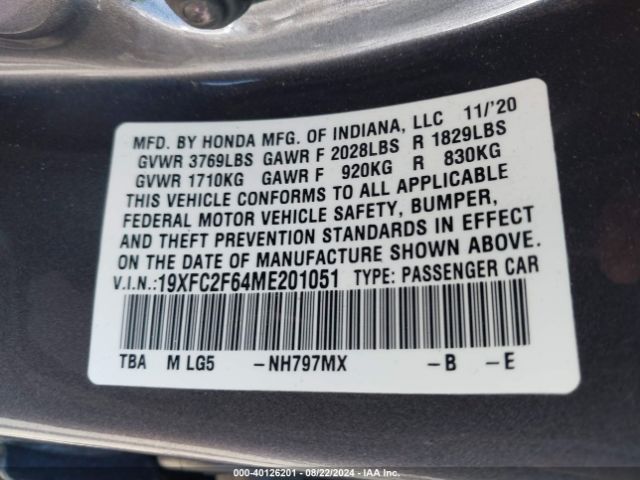 MFD. BY HONDA MFG. OF INDIANA, LLC 11/'20
GVWR 3769LBS GAWR F 2028LBS R 1829LBS
GVWR 1710KG GAWR F 920KG R 830KG
THIS VEHICLE CONFORMS TO ALL APPLICABLE
FEDERAL MOTOR VEHICLE SAFETY, BUMPER,
AND THEFT PREVENTION STANDARDS IN EFFECT
ON THE DATE OF MANUFACTURE SHOWN ABOVE.
V.I.N.:19XFC2F64ME201051 TYPE: PASSENGER CAR
TBA M LG5 -NH797MX -B -E
000-40126201 - 08/22/2024 - IAA Inc.